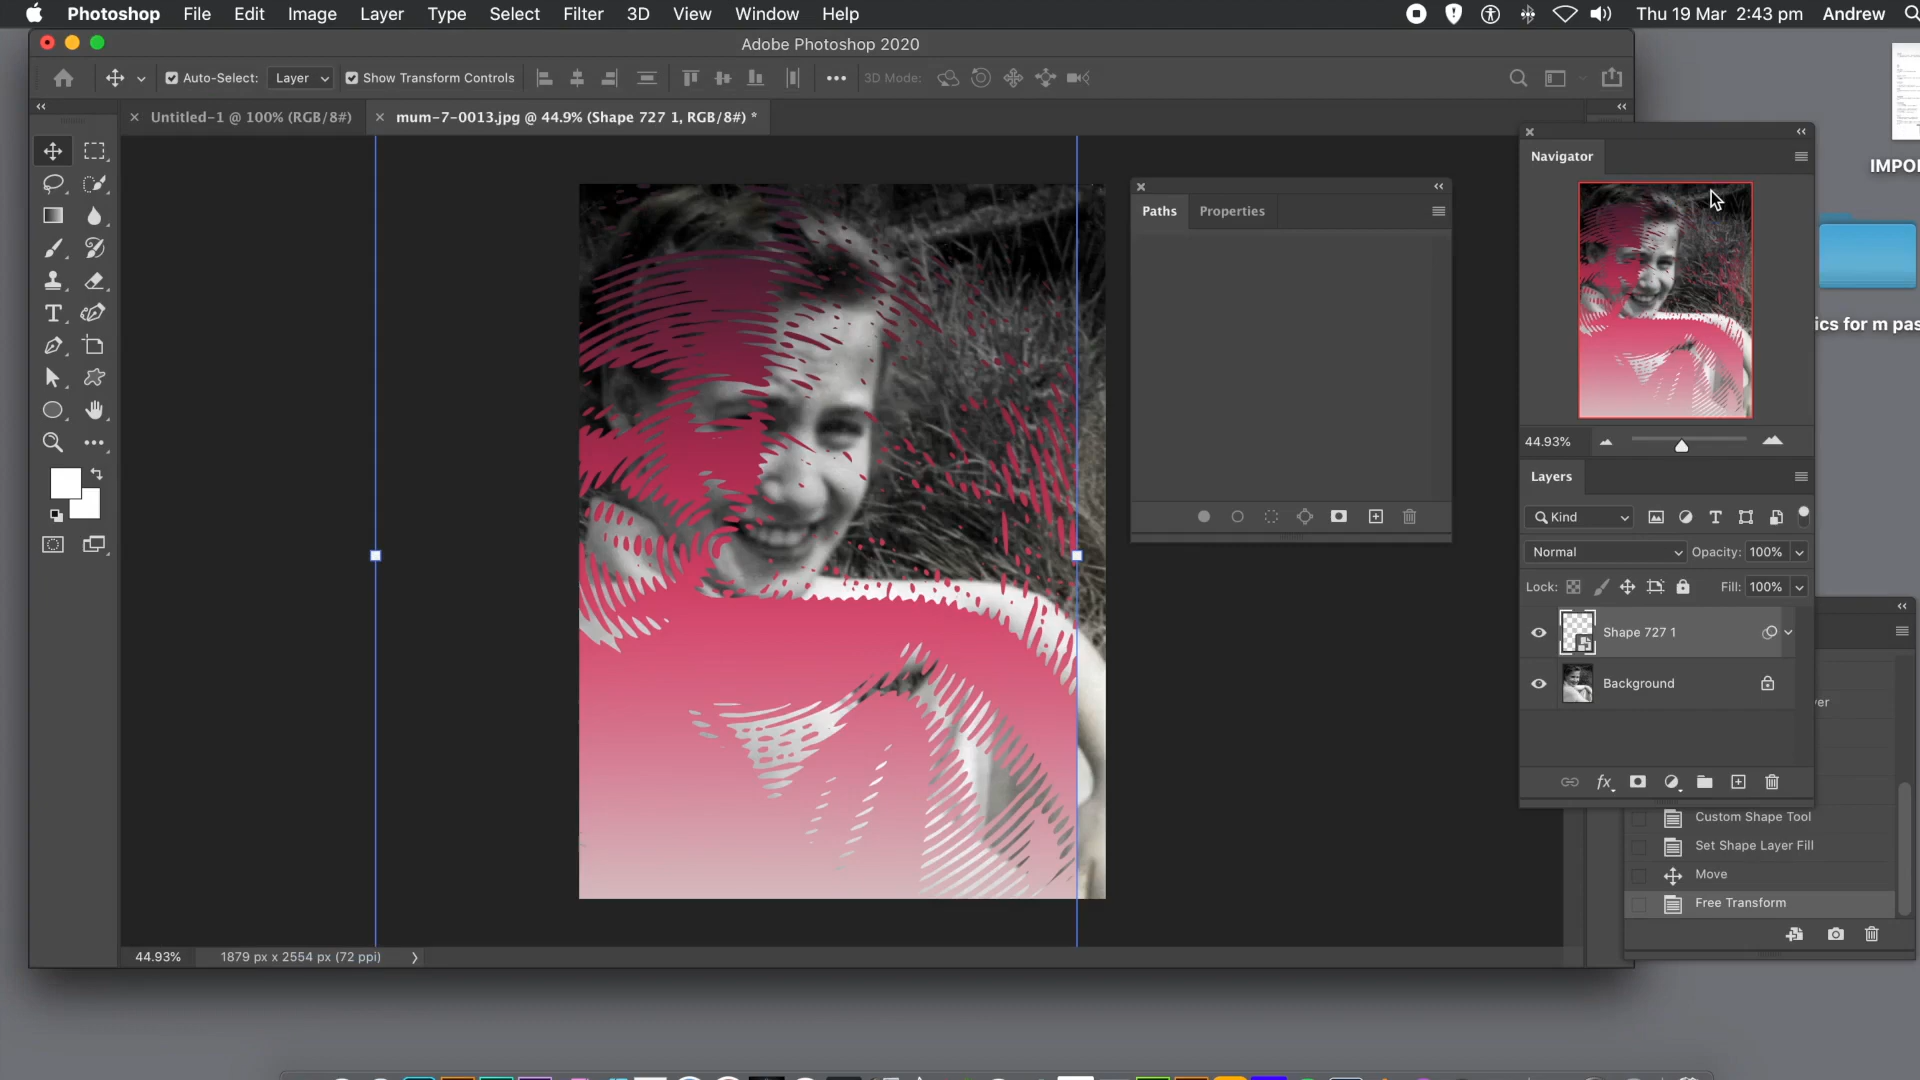 Photoshop File Edit Image Layer Type Select Filter 3D View Window Help Thu 19 Mar 2:43 pm Andrew
Adobe Photoshop 2020
Auto-Select: Layer Show Transform Controls 3D Mode:
Untitled-1 @ 100% (RGB/8#) mum-7-0013.jpg @ 44.9% (Shape 727 1, RGB/8#) *
Navigator
IMPO
Paths Properties
ics for m pas
44.93%
Layers
Kind
Normal Opacity: 100%
Lock: Fill: 100%
Shape 727 1
Background
ver
Custom Shape Tool
Set Shape Layer Fill
Move
Free Transform
44.93% 1879 px x 2554 px (72 ppi)